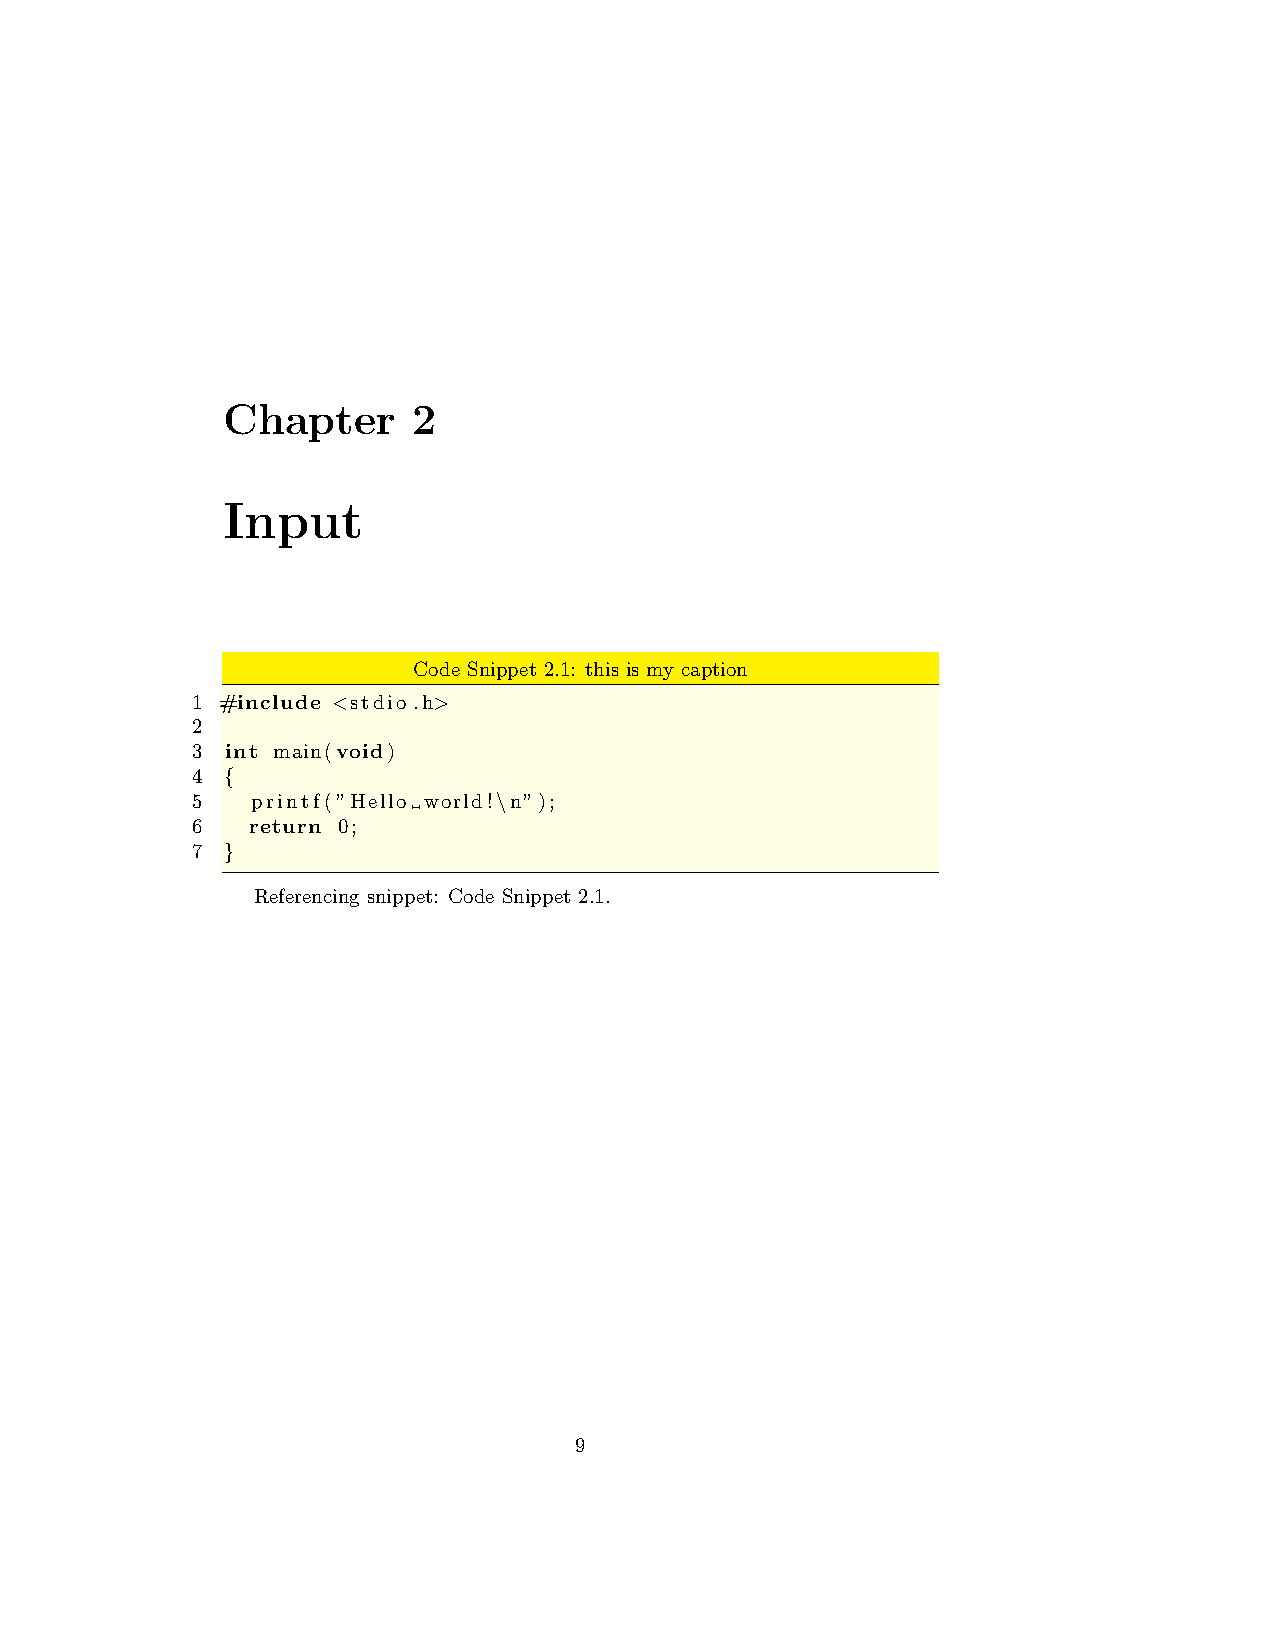 Chapter 2
Input
Code Snippet 2.1: this is my caption
1 #include <stdio.h>
2
3 int main(void)
4 {
5   printf("Hello␣world!\n");
6   return 0;
7 }
Referencing snippet: Code Snippet 2.1.
9